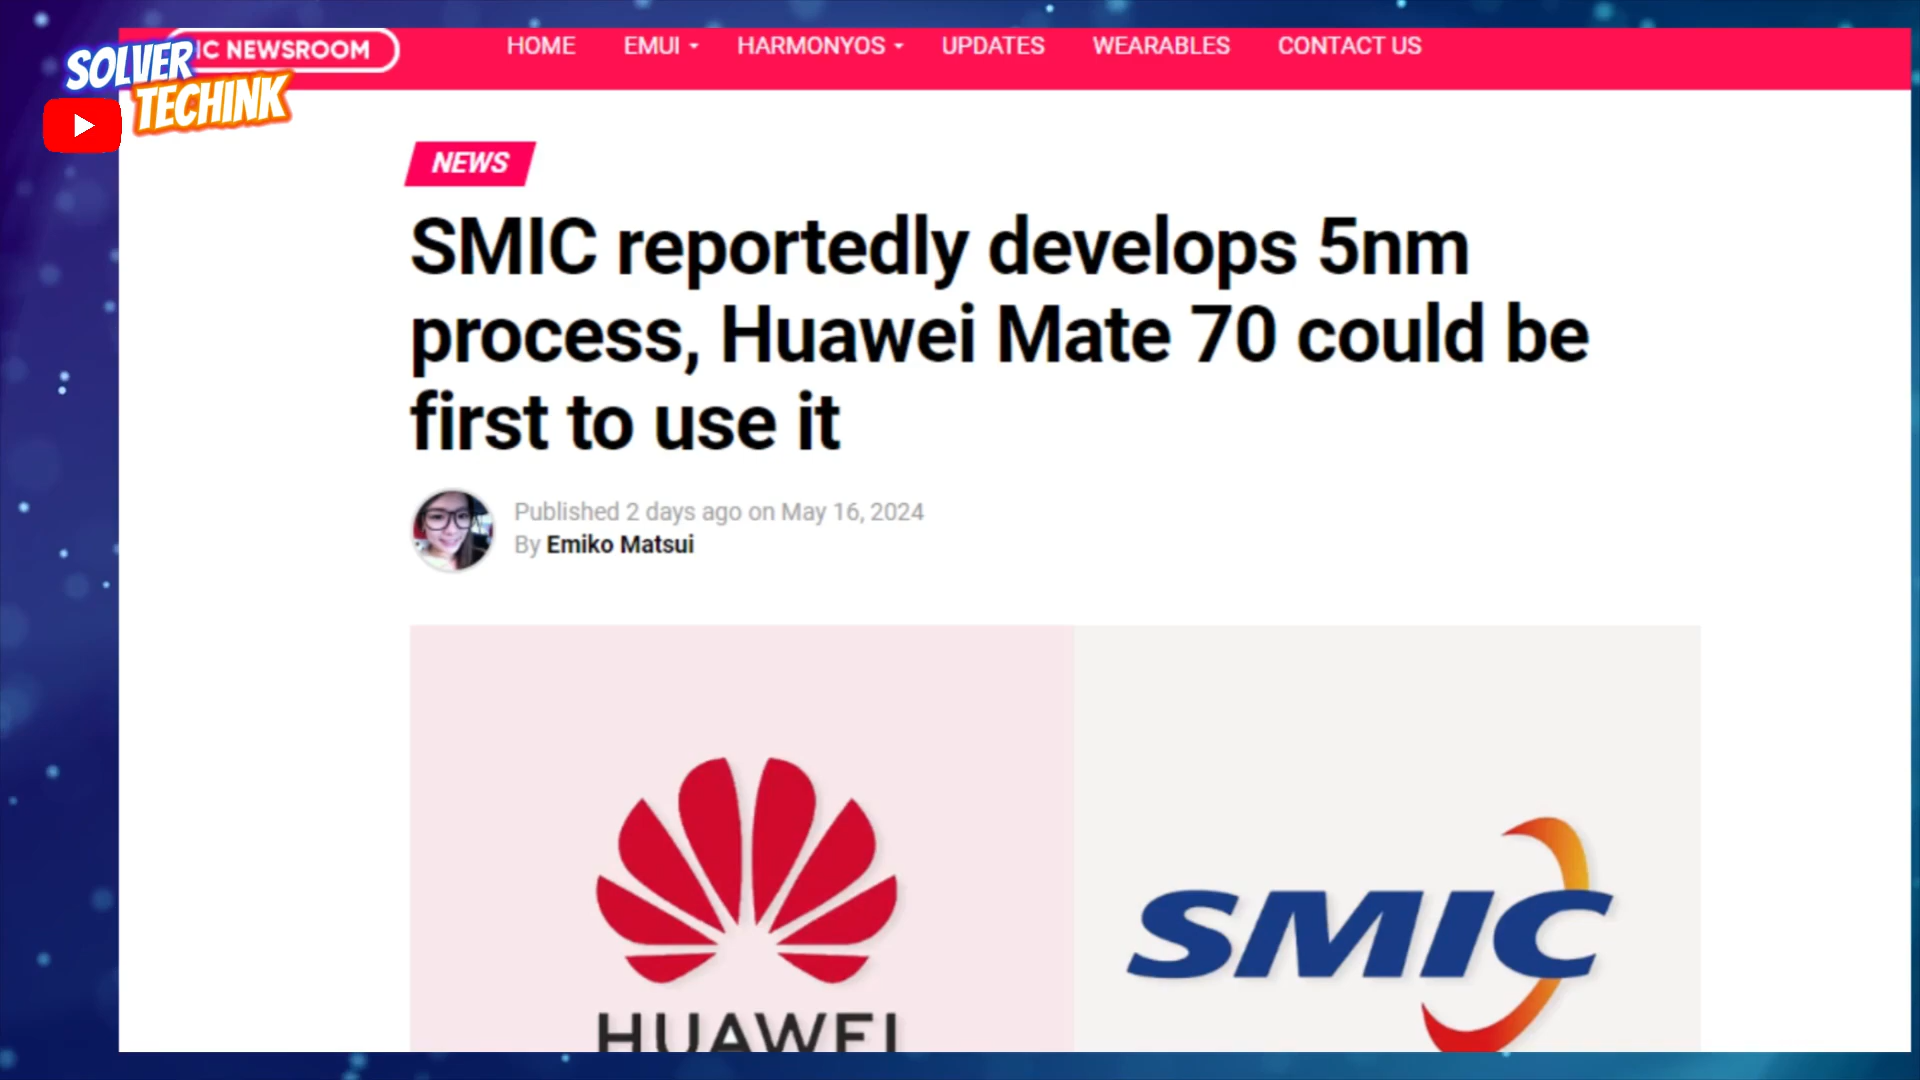 SOLVER
TECHINK
IC NEWSROOM
HOME
EMUI
HARMONYOS
UPDATES
WEARABLES
CONTACT US
NEWS
SMIC reportedly develops 5nm
process, Huawei Mate 70 could be
first to use it
Published 2 days ago on May 16, 2024
By Emiko Matsui
HUAWEI
SMIC